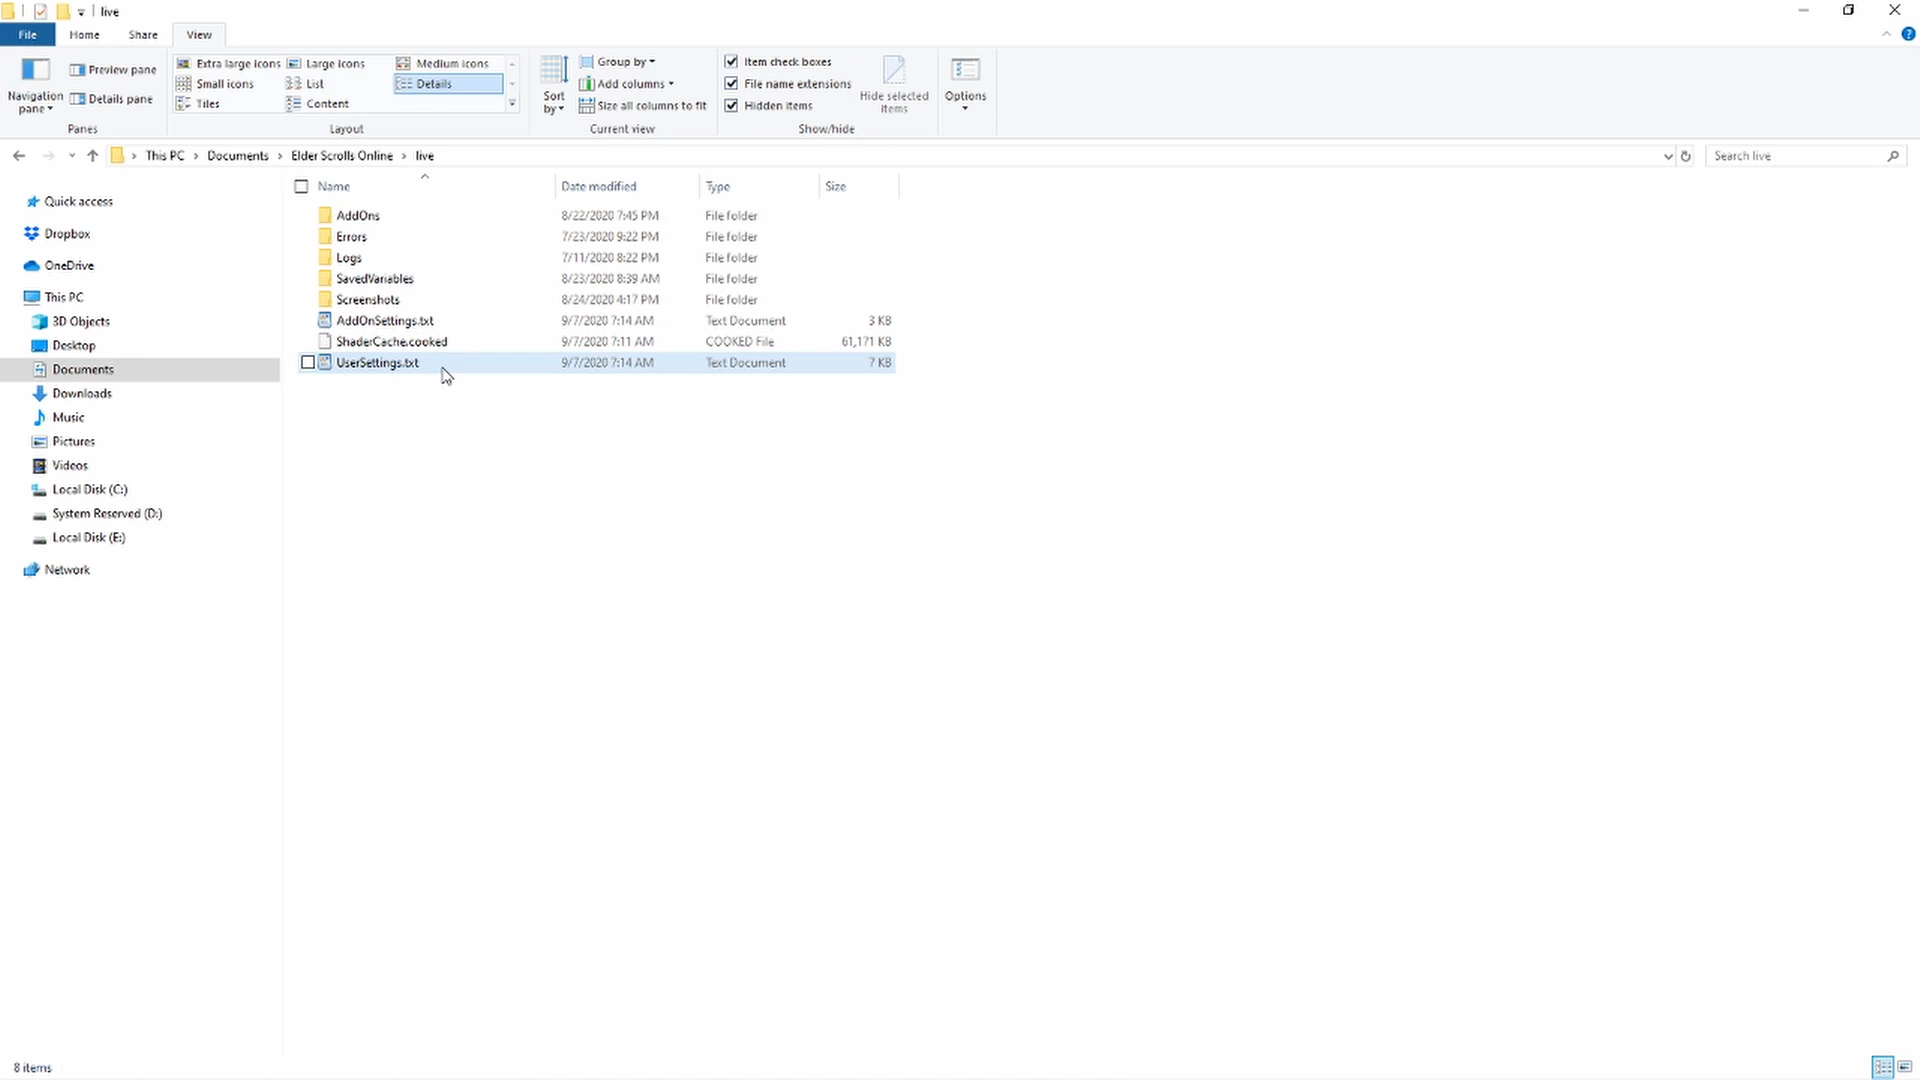 live
File Home Share View
Navigation pane
Preview pane
Details pane
Panes
Extra large icons Large icons Medium icons
Small icons List Details
Tiles Content
Layout
Sort by
Group by
Add columns
Size all columns to fit
Current view
Item check boxes
File name extensions
Hidden items
Hide selected items
Show/hide
Options
This PC Documents Elder Scrolls Online live
Search live
Quick access
Dropbox
OneDrive
This PC
3D Objects
Desktop
Documents
Downloads
Music
Pictures
Videos
Local Disk (C:)
System Reserved (D:)
Local Disk (E:)
Network
Name Date modified Type Size
AddOns 8/22/2020 7:45 PM File folder
Errors 7/23/2020 9:22 PM File folder
Logs 7/11/2020 8:22 PM File folder
SavedVariables 8/23/2020 8:39 AM File folder
Screenshots 8/24/2020 4:17 PM File folder
AddOnSettings.txt 9/7/2020 7:14 AM Text Document 3 KB
ShaderCache.cooked 9/7/2020 7:11 AM COOKED File 61,171 KB
UserSettings.txt 9/7/2020 7:14 AM Text Document 7 KB
8 items